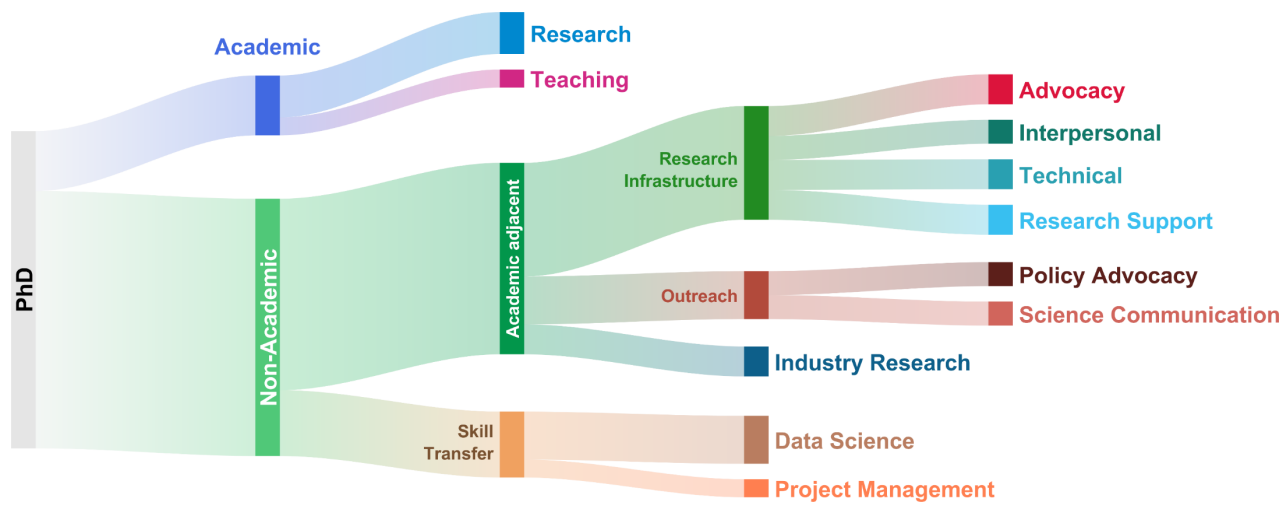 PhD
Academic
Non-Academic
Research
Teaching
Academic adjacent
Skill
Transfer
Research
Infrastructure
Outreach
Industry Research
Data Science
Project Management
Advocacy
Interpersonal
Technical
Research Support
Policy Advocacy
Science Communication